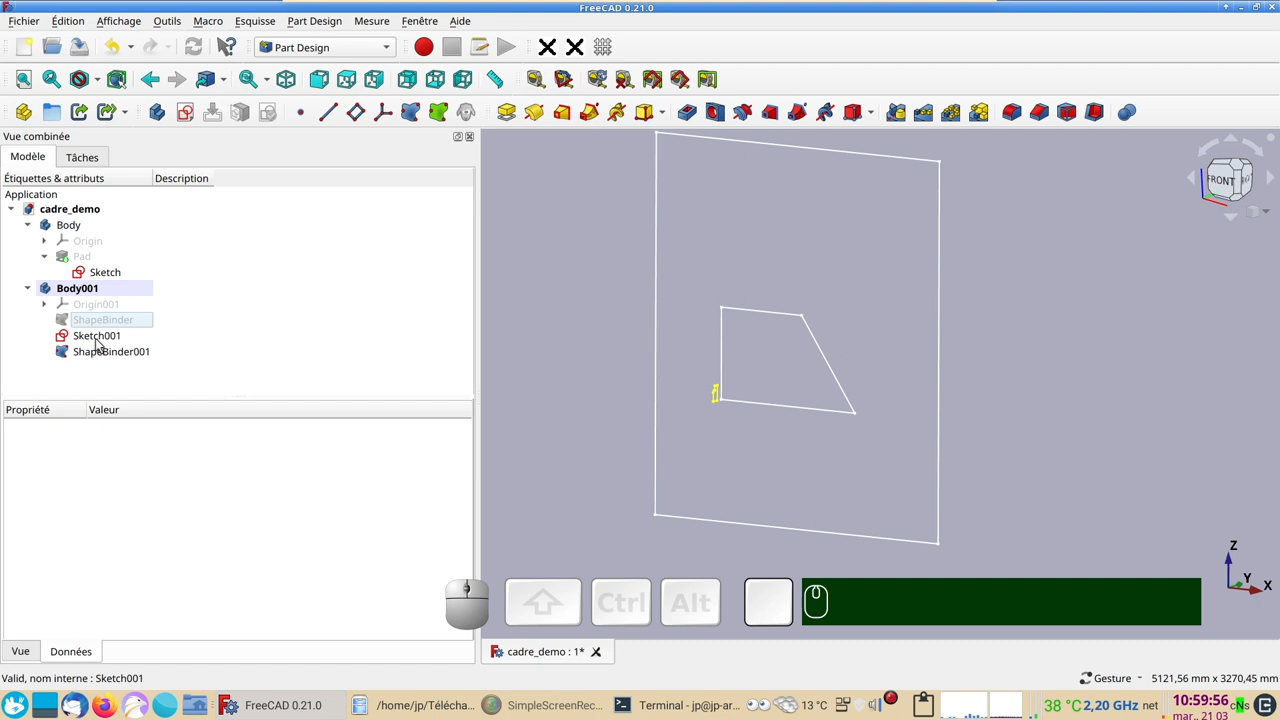 FreeCAD 0.21.0
Fichier Édition Affichage Outils Macro Esquisse Part Design Mesure Fenêtre Aide
Part Design
Vue combinée
Modèle Tâches
Étiquettes & attributs Description
Application
cadre_demo
Body
Origin
Pad
Sketch
Body001
Origin001
ShapeBinder
Sketch001
ShapeBinder001
Propriété Valeur
FRONT
Z
Y
X
Ctrl Alt
Vue Données
cadre_demo : 1*
Valid, nom interne : Sketch001
Gesture
5121,56 mm x 3270,45 mm
FreeCAD 0.21.0
/home/jp/Télécha...
SimpleScreenRec...
Terminal - jp@jp-ar...
13 °C
38 °C 2,20 GHz net
10:59:56
mar., 21 03